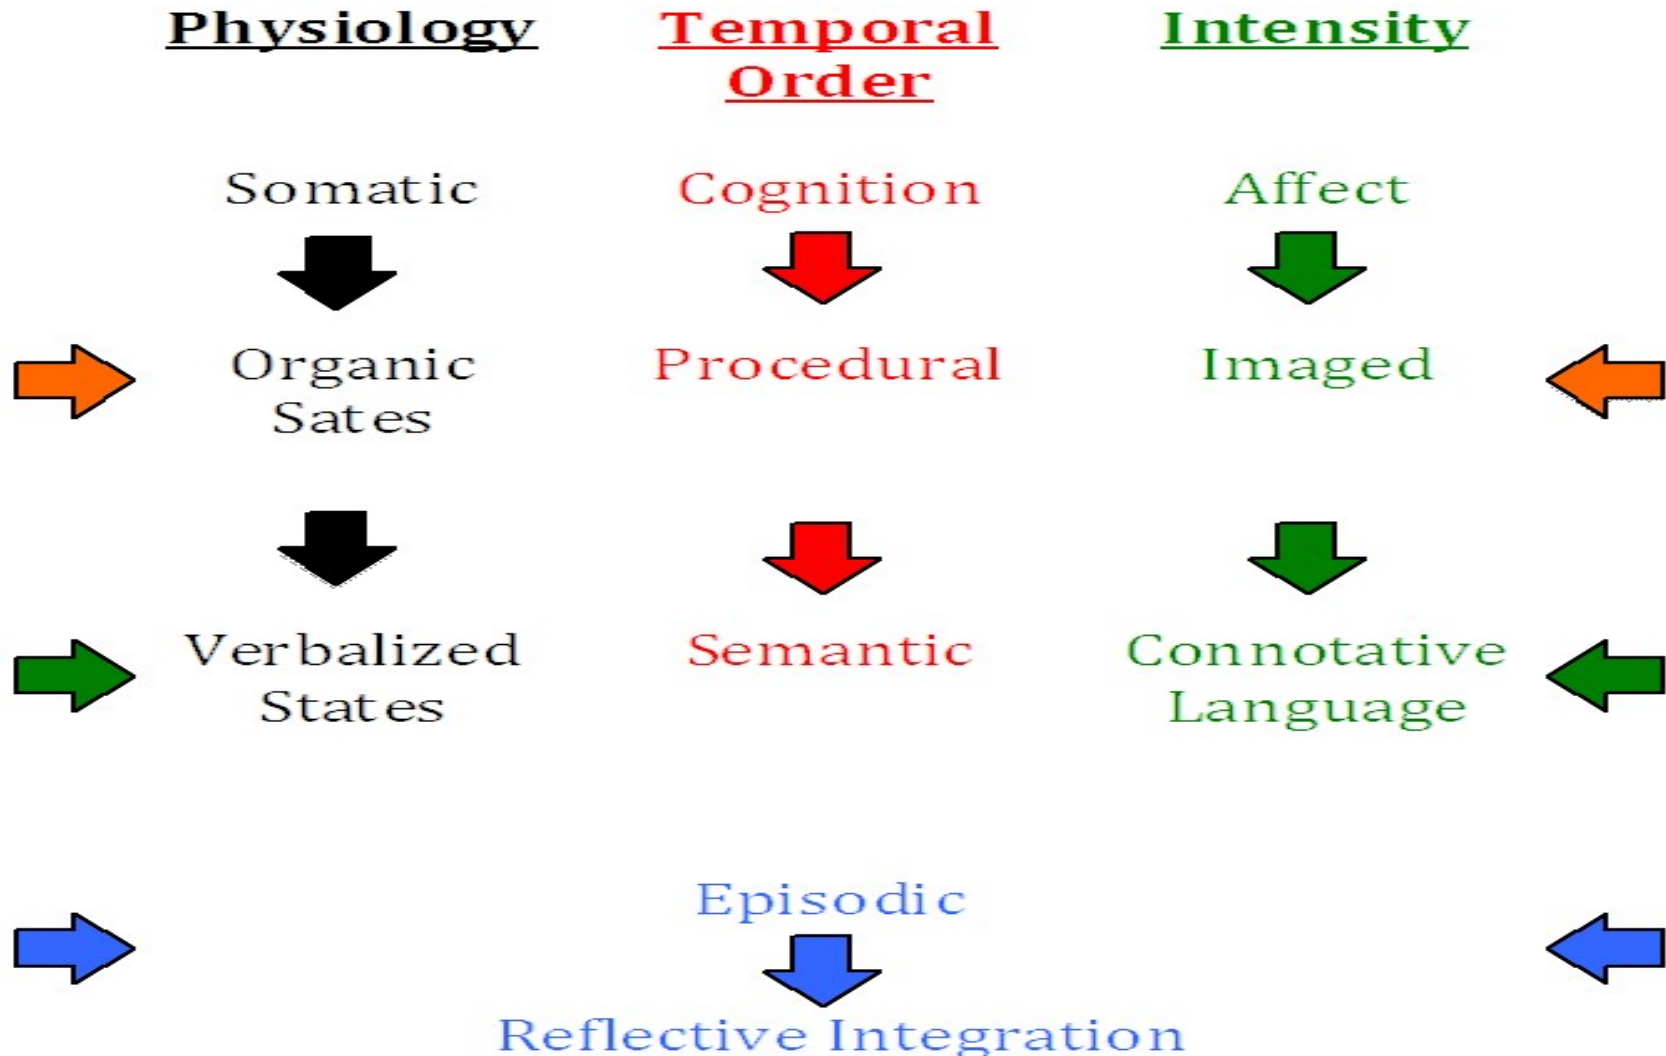 Physiology
Temporal
Order
Intensity
Somatic
Cognition
Affect
Organic
Sates
Procedural
Imaged
Verbalized
States
Semantic
Connotative
Language
Episodic
Reflective Integration